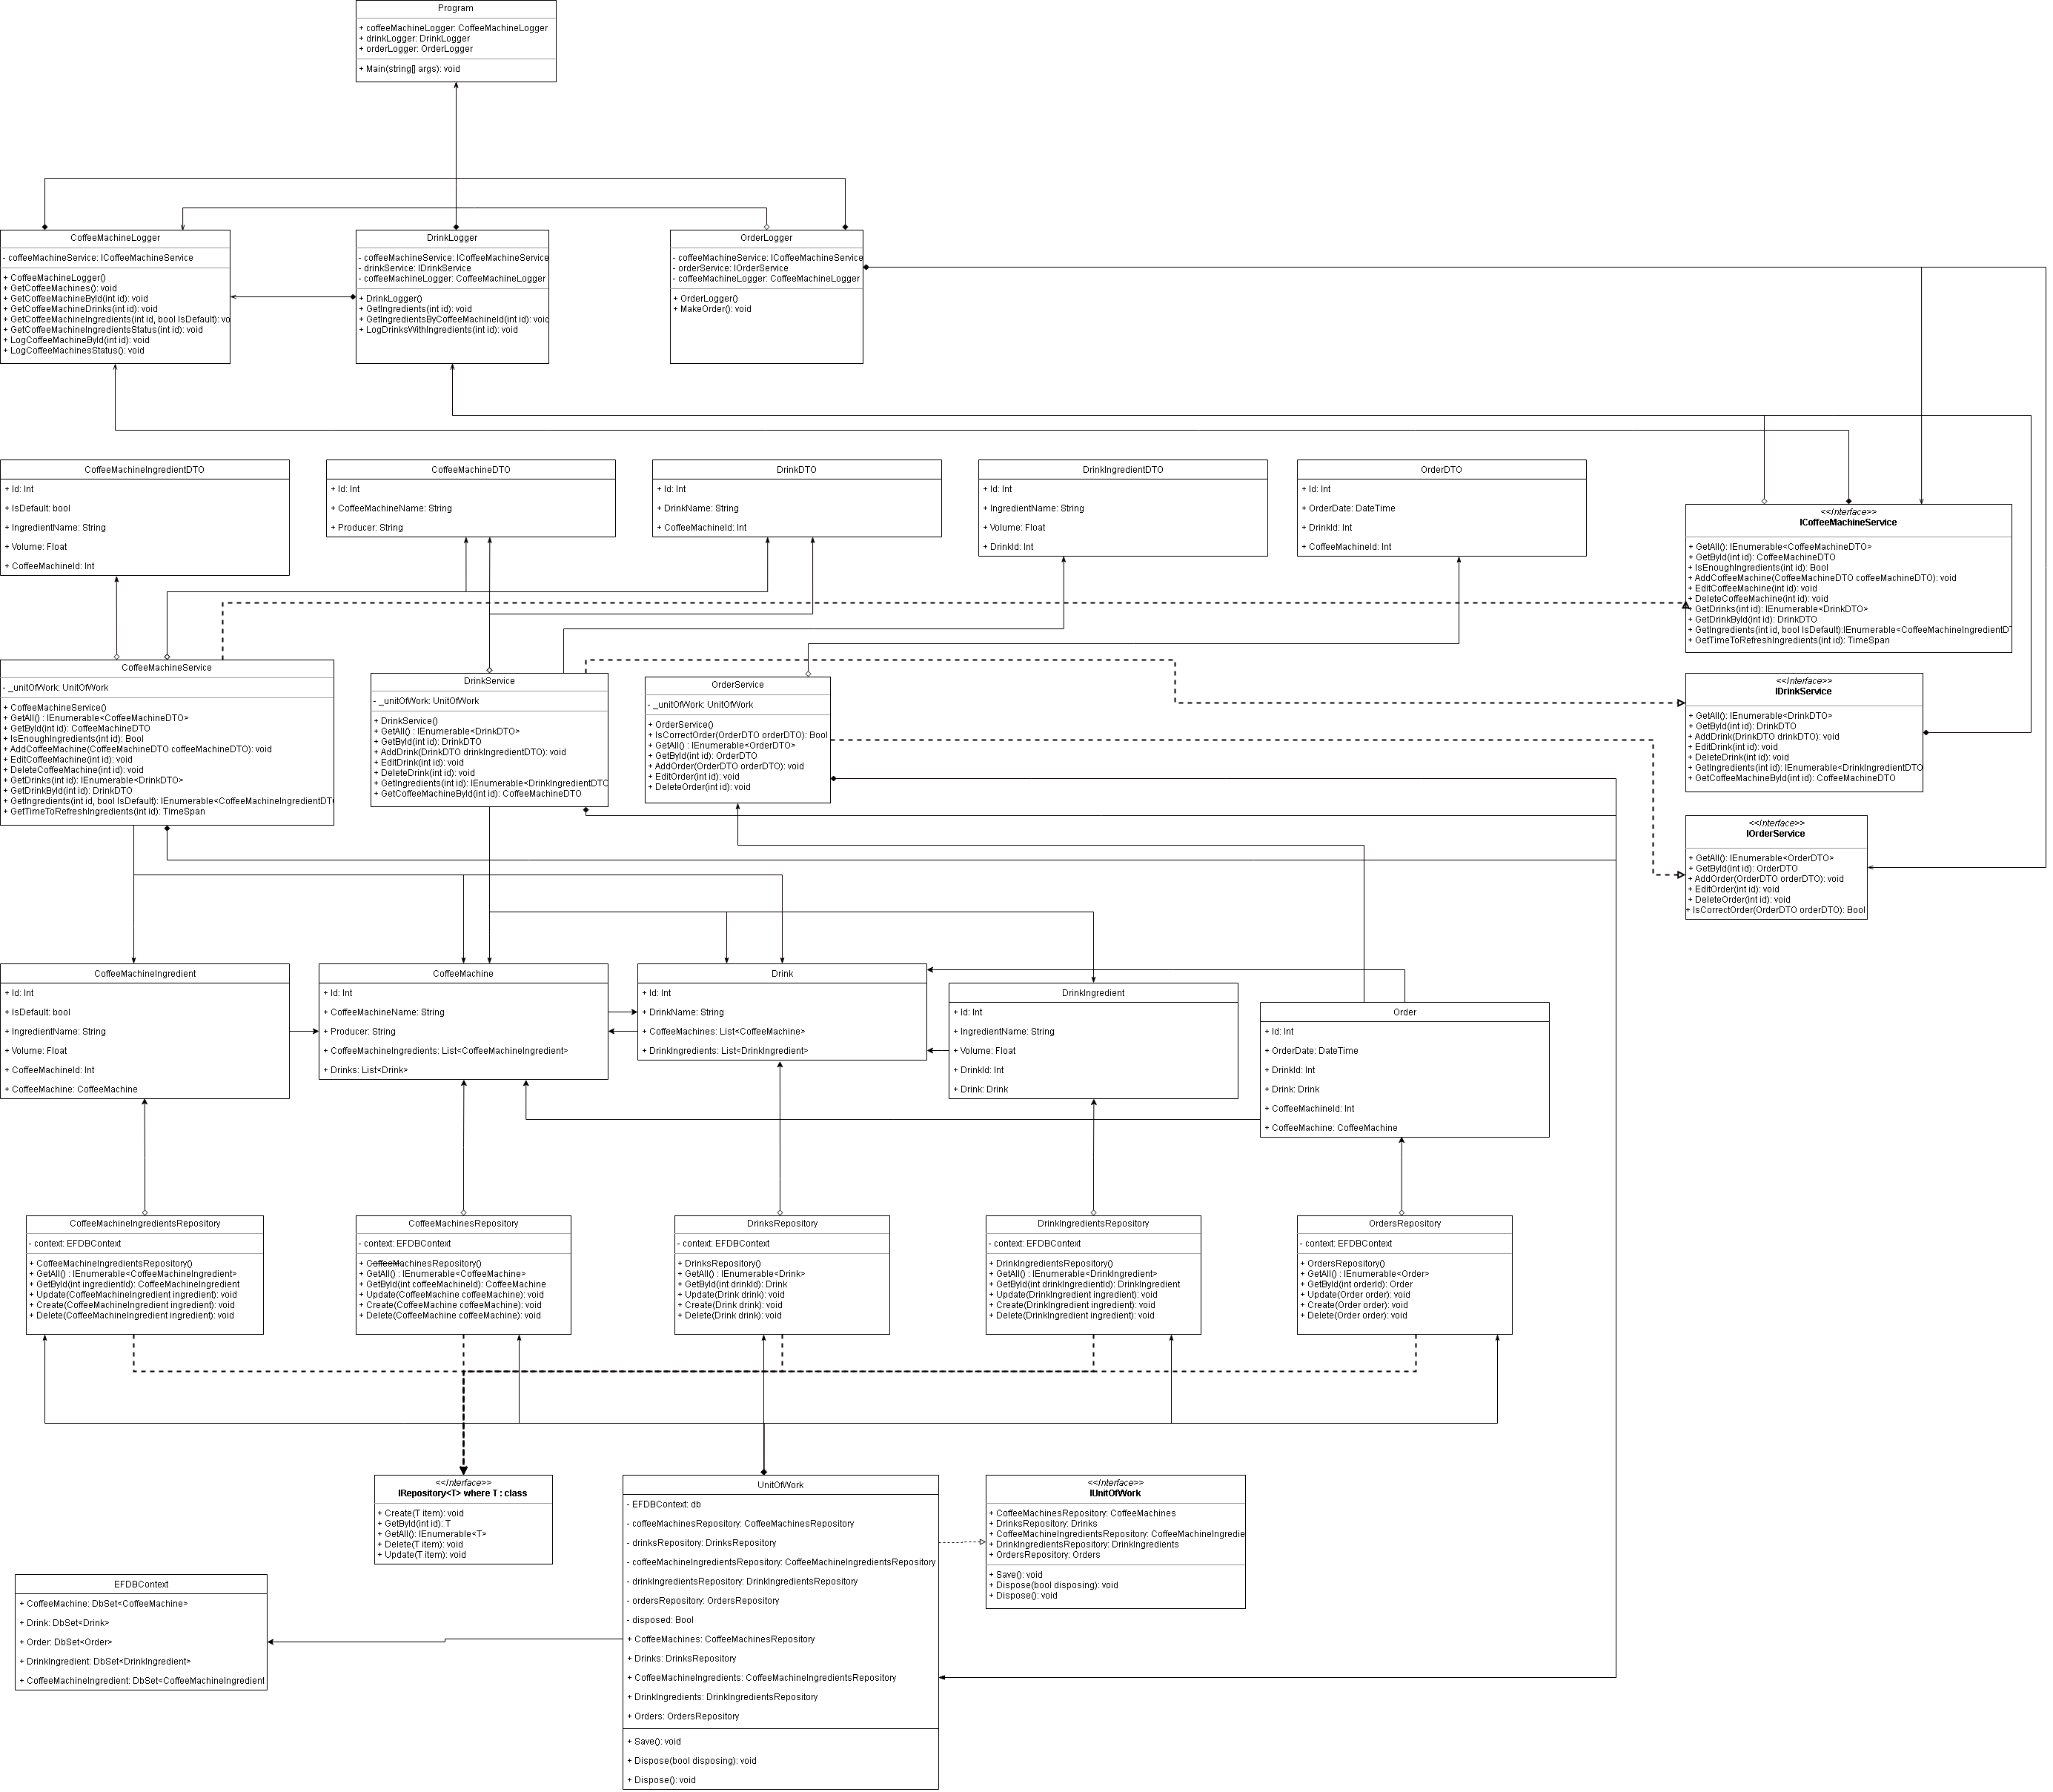 Program
+ coffeeMachineLogger: CoffeeMachineLogger
+ drinkLogger: DrinkLogger
+ orderLogger: OrderLogger
+ Main(string[] args): void
CoffeeMachineLogger
- coffeeMachineService: ICoffeeMachineService
+ CoffeeMachineLogger()
+ GetCoffeeMachines(): void
+ GetCoffeeMachineById(int id): void
+ GetCoffeeMachineDrinks(int id): void
+ GetCoffeeMachineIngredients(int id, bool IsDefault): vo
+ GetCoffeeMachineIngredientsStatus(int id): void
+ LogCoffeeMachineById(int id): void
+ LogCoffeeMachinesStatus(): void
DrinkLogger
- coffeeMachineService: ICoffeeMachineService
- drinkService: IDrinkService
- coffeeMachineLogger: CoffeeMachineLogger
+ DrinkLogger()
+ GetIngredients(int id): void
+ GetIngredientsByCoffeeMachineId(int id): void
+ LogDrinksWithIngredients(int id): void
OrderLogger
- coffeeMachineService: ICoffeeMachineService
- orderService: IOrderService
- coffeeMachineLogger: CoffeeMachineLogger
+ OrderLogger()
+ MakeOrder(): void
CoffeeMachineIngredientDTO
+ Id: Int
+ IsDefault: bool
+ IngredientName: String
+ Volume: Float
+ CoffeeMachineId: Int
CoffeeMachineDTO
+ Id: Int
+ CoffeeMachineName: String
+ Producer: String
DrinkDTO
+ Id: Int
+ DrinkName: String
+ CoffeeMachineId: Int
DrinkIngredientDTO
+ Id: Int
+ IngredientName: String
+ Volume: Float
+ DrinkId: Int
OrderDTO
+ Id: Int
+ OrderDate: DateTime
+ DrinkId: Int
+ CoffeeMachineId: Int
<<Interface>>
ICoffeeMachineService
+ GetAll(): IEnumerable<CoffeeMachineDTO>
+ GetById(int id): CoffeeMachineDTO
+ IsEnoughIngredients(int id): Bool
+ AddCoffeeMachine(CoffeeMachineDTO coffeeMachineDTO): void
+ EditCoffeeMachine(int id): void
+ DeleteCoffeeMachine(int id): void
+ GetDrinks(int id): IEnumerable<DrinkDTO>
+ GetDrinkById(int id): DrinkDTO
+ GetIngredients(int id, bool IsDefault):IEnumerable<CoffeeMachineIngredientDT
+ GetTimeToRefreshIngredients(int id): TimeSpan
CoffeeMachineService
- _unitOfWork: UnitOfWork
+ CoffeeMachineService()
+ GetAll() : IEnumerable<CoffeeMachineDTO>
+ GetById(int id): CoffeeMachineDTO
+ IsEnoughIngredients(int id): Bool
+ AddCoffeeMachine(CoffeeMachineDTO coffeeMachineDTO): void
+ EditCoffeeMachine(int id): void
+ DeleteCoffeeMachine(int id): void
+ GetDrinks(int id): IEnumerable<DrinkDTO>
+ GetDrinkById(int id): DrinkDTO
+ GetIngredients(int id, bool IsDefault): IEnumerable<CoffeeMachineIngredientDT
+ GetTimeToRefreshIngredients(int id): TimeSpan
DrinkService
- _unitOfWork: UnitOfWork
+ DrinkService()
+ GetAll() : IEnumerable<DrinkDTO>
+ GetById(int id): DrinkDTO
+ AddDrink(DrinkDTO drinkIngredientDTO): void
+ EditDrink(int id): void
+ DeleteDrink(int id): void
+ GetIngredients(int id): IEnumerable<DrinkIngredientDTO
+ GetCoffeeMachineById(int id): CoffeeMachineDTO
OrderService
- _unitOfWork: UnitOfWork
+ OrderService()
+ IsCorrectOrder(OrderDTO orderDTO): Bool
+ GetAll() : IEnumerable<OrderDTO>
+ GetById(int id): OrderDTO
+ AddOrder(OrderDTO orderDTO): void
+ EditOrder(int id): void
+ DeleteOrder(int id): void
<<Interface>>
IDrinkService
+ GetAll(): IEnumerable<DrinkDTO>
+ GetById(int id): DrinkDTO
+ AddDrink(DrinkDTO drinkDTO): void
+ EditDrink(int id): void
+ DeleteDrink(int id): void
+ GetIngredients(int id): IEnumerable<DrinkIngredientDTO
+ GetCoffeeMachineById(int id): CoffeeMachineDTO
<<Interface>>
IOrderService
+ GetAll(): IEnumerable<OrderDTO>
+ GetById(int id): OrderDTO
+ AddOrder(OrderDTO orderDTO): void
+ EditOrder(int id): void
+ DeleteOrder(int id): void
+ IsCorrectOrder(OrderDTO orderDTO): Bool
CoffeeMachineIngredient
+ Id: Int
+ IsDefault: bool
+ IngredientName: String
+ Volume: Float
+ CoffeeMachineId: Int
+ CoffeeMachine: CoffeeMachine
CoffeeMachine
+ Id: Int
+ CoffeeMachineName: String
+ Producer: String
+ CoffeeMachineIngredients: List<CoffeeMachineIngredient>
+ Drinks: List<Drink>
Drink
+ Id: Int
+ DrinkName: String
+ CoffeeMachines: List<CoffeeMachine>
+ DrinkIngredients: List<DrinkIngredient>
DrinkIngredient
+ Id: Int
+ IngredientName: String
+ Volume: Float
+ DrinkId: Int
+ Drink: Drink
Order
+ Id: Int
+ OrderDate: DateTime
+ DrinkId: Int
+ Drink: Drink
+ CoffeeMachineId: Int
+ CoffeeMachine: CoffeeMachine
CoffeeMachineIngredientsRepository
- context: EFDBContext
+ CoffeeMachineIngredientsRepository()
+ GetAll() : IEnumerable<CoffeeMachineIngredient>
+ GetById(int ingredientId): CoffeeMachineIngredient
+ Update(CoffeeMachineIngredient ingredient): void
+ Create(CoffeeMachineIngredient ingredient): void
+ Delete(CoffeeMachineIngredient ingredient): void
CoffeeMachinesRepository
- context: EFDBContext
+ CoffeeMachinesRepository()
+ GetAll() : IEnumerable<CoffeeMachine>
+ GetById(int coffeeMachineId): CoffeeMachine
+ Update(CoffeeMachine coffeeMachine): void
+ Create(CoffeeMachine coffeeMachine): void
+ Delete(CoffeeMachine coffeeMachine): void
DrinksRepository
- context: EFDBContext
+ DrinksRepository()
+ GetAll() : IEnumerable<Drink>
+ GetById(int drinkId): Drink
+ Update(Drink drink): void
+ Create(Drink drink): void
+ Delete(Drink drink): void
DrinkIngredientsRepository
- context: EFDBContext
+ DrinkIngredientsRepository()
+ GetAll() : IEnumerable<DrinkIngredient>
+ GetById(int drinkIngredientId): DrinkIngredient
+ Update(DrinkIngredient ingredient): void
+ Create(DrinkIngredient ingredient): void
+ Delete(DrinkIngredient ingredient): void
OrdersRepository
- context: EFDBContext
+ OrdersRepository()
+ GetAll() : IEnumerable<Order>
+ GetById(int orderId): Order
+ Update(Order order): void
+ Create(Order order): void
+ Delete(Order order): void
<<Interface>>
IRepository<T> where T : class
+ Create(T item): void
+ GetById(int id): T
+ GetAll(): IEnumerable<T>
+ Delete(T item): void
+ Update(T item): void
UnitOfWork
- EFDBContext: db
- coffeeMachinesRepository: CoffeeMachinesRepository
- drinksRepository: DrinksRepository
- coffeeMachineIngredientsRepository: CoffeeMachineIngredientsRepository
- drinkIngredientsRepository: DrinkIngredientsRepository
- ordersRepository: OrdersRepository
- disposed: Bool
+ CoffeeMachines: CoffeeMachinesRepository
+ Drinks: DrinksRepository
+ CoffeeMachineIngredients: CoffeeMachineIngredientsRepository
+ DrinkIngredients: DrinkIngredientsRepository
+ Orders: OrdersRepository
+ Save(): void
+ Dispose(bool disposing): void
+ Dispose(): void
<<Interface>>
IUnitOfWork
+ CoffeeMachinesRepository: CoffeeMachines
+ DrinksRepository: Drinks
+ CoffeeMachineIngredientsRepository: CoffeeMachineIngredie
+ DrinkIngredientsRepository: DrinkIngredients
+ OrdersRepository: Orders
+ Save(): void
+ Dispose(bool disposing): void
+ Dispose(): void
EFDBContext
+ CoffeeMachine: DbSet<CoffeeMachine>
+ Drink: DbSet<Drink>
+ Order: DbSet<Order>
+ DrinkIngredient: DbSet<DrinkIngredient>
+ CoffeeMachineIngredient: DbSet<CoffeeMachineIngredient